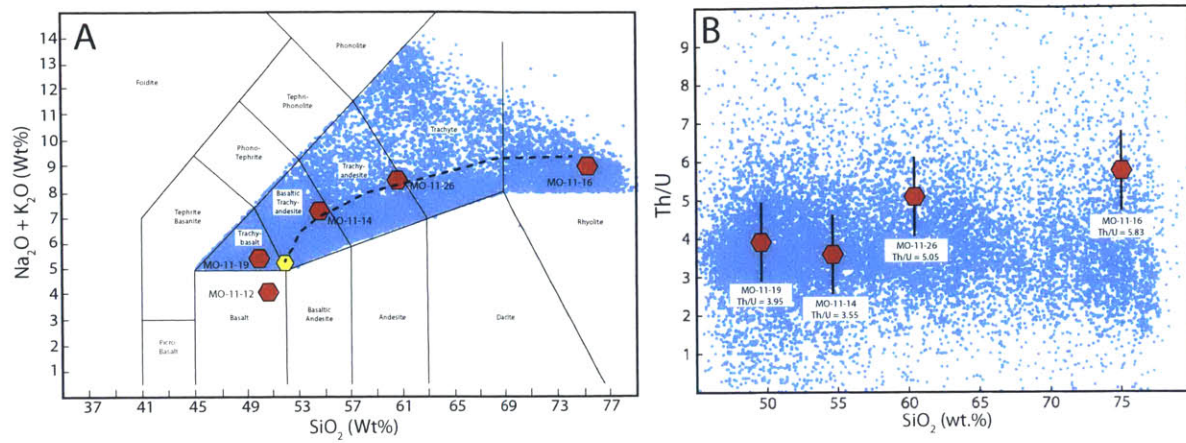 A
Na₂O + K₂O (Wt%)
14
13
12
11
10
9
8
7
6
5
4
3
2
1
Foidite
Phonolite
Tephri-
Phonolite
Phono-
Tephrite
Tephrite
Basanite
Trachyte
Trachy-
andesite
Basaltic
Trachy-
andesite
Trachy-
basalt
MO-11-26
MO-11-16
MO-11-14
MO-11-19
MO-11-12
Rhyolite
Basalt
Basaltic
Andesite
Andesite
Dacite
Picro-
Basalt
37
41
45
49
51
53
57
61
63
69
71
75
77
SiO₂ (Wt%)
B
Th/U
9
8
7
6
5
4
3
2
1
MO-11-19
Th/U = 3.95
MO-11-14
Th/U = 3.55
MO-11-26
Th/U = 5.05
MO-11-16
Th/U = 5.83
50
55
60
65
70
75
SiO₂ (wt.%)